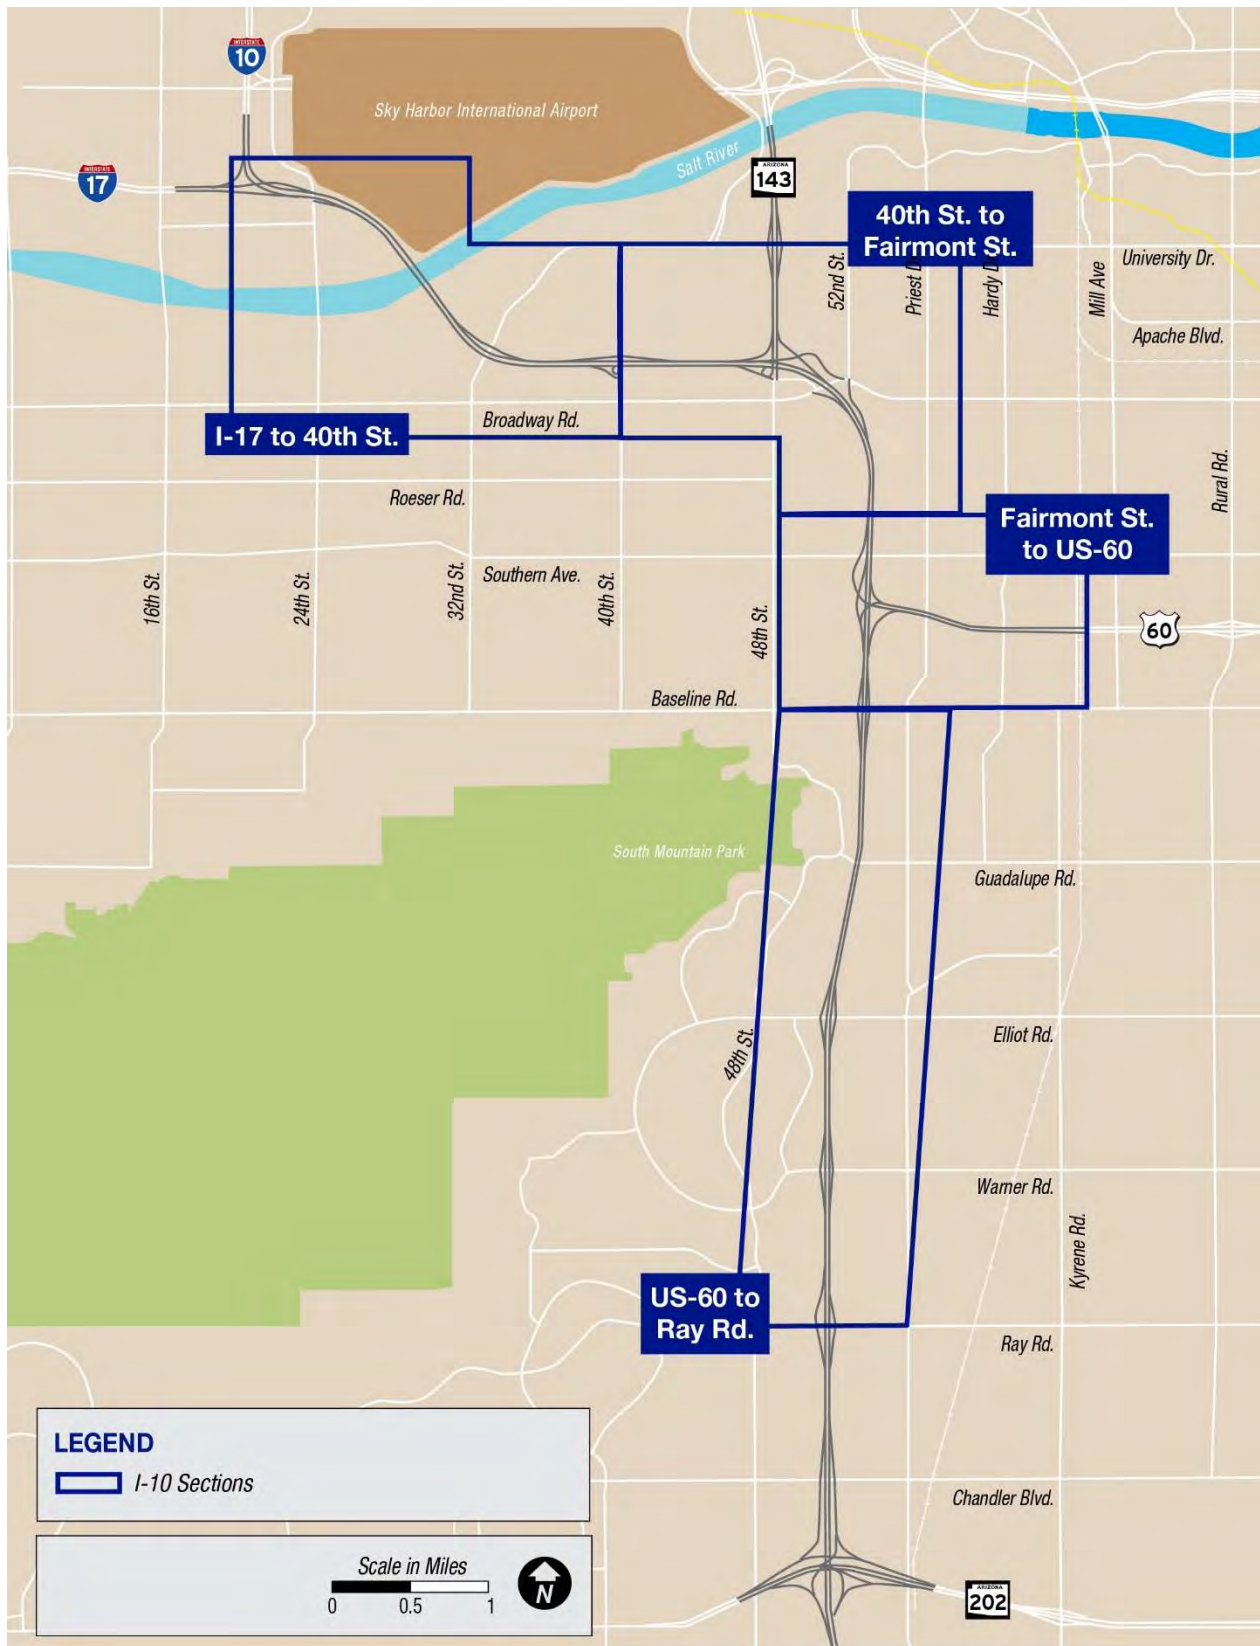 INTERSTATE
10
Sky Harbor International Airport
INTERSTATE
17
Salt River
ARIZONA
143
40th St. to
Fairmont St.
University Dr.
52nd St.
Priest Dr.
Hardy Dr.
Mill Ave
Apache Blvd.
I-17 to 40th St.
Broadway Rd.
Rural Rd.
Roeser Rd.
Fairmont St.
to US-60
Southern Ave.
16th St.
24th St.
32nd St.
40th St.
48th St.
60
Baseline Rd.
South Mountain Park
Guadalupe Rd.
48th St.
Elliot Rd.
Warner Rd.
Kyrene Rd.
US-60 to
Ray Rd.
Ray Rd.
LEGEND
I-10 Sections
Chandler Blvd.
Scale in Miles
0 0.5 1
N
ARIZONA
202